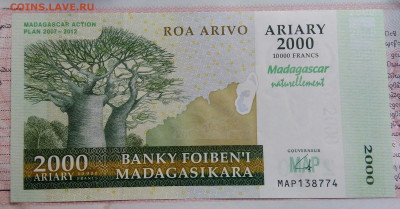 COINS.LAVE.RU
MADAGASCAR ACTION
PLAN 2007 - 2012
ROA ARIVO
ARIARY
2000
10000 FRANCS
Madagascar
naturellement
GOUVERNEUR
MAP
MAP138774
2000
ARIARY
BANKY FOIBEN'I
MADAGASIKARA
2000